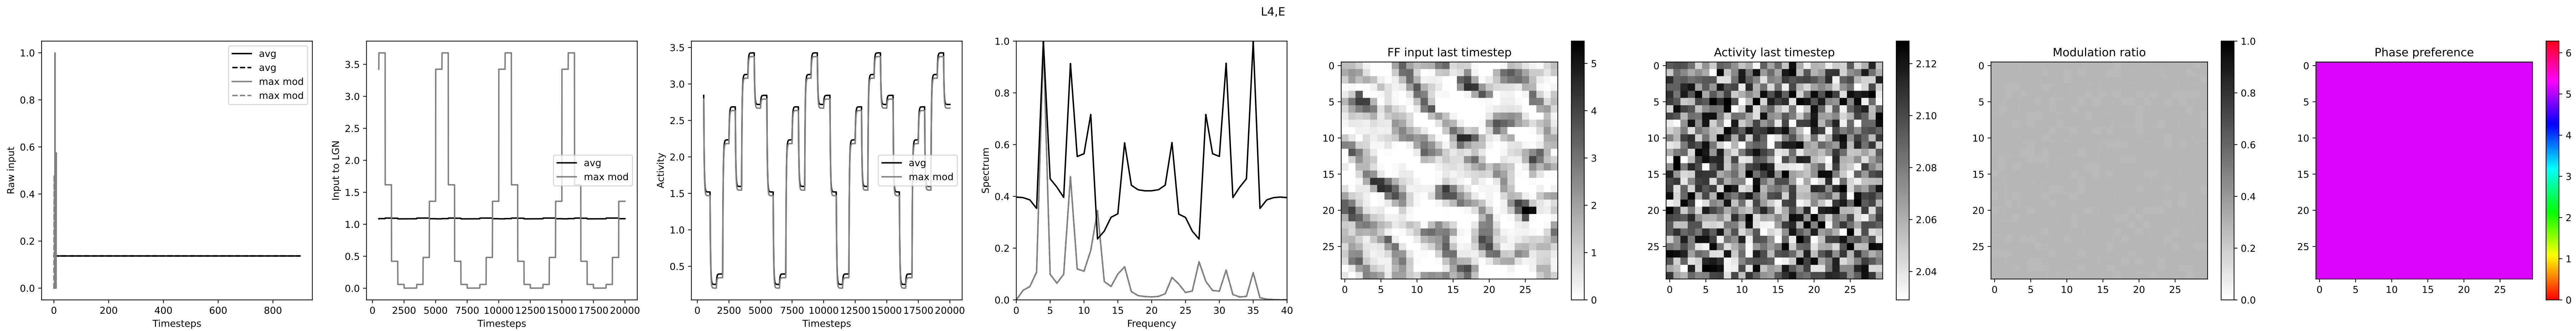 L4,E
Raw input
1.0
0.8
0.6
0.4
0.2
0.0
avg
avg
max mod
max mod
0 200 400 600 800
Timesteps
Input to LGN
3.5
3.0
2.5
2.0
1.5
1.0
0.5
0.0
avg
max mod
0 2500 5000 7500 10000 12500 15000 17500 20000
Timesteps
Activity
3.5
3.0
2.5
2.0
1.5
1.0
0.5
avg
max mod
0 2500 5000 7500 10000 12500 15000 17500 20000
Timesteps
Spectrum
1.0
0.8
0.6
0.4
0.2
0.0
0 5 10 15 20 25 30 35 40
Frequency
FF input last timestep
0
5
10
15
20
25
0 5 10 15 20 25
5
4
3
2
1
0
Activity last timestep
0
5
10
15
20
25
0 5 10 15 20 25
2.12
2.10
2.08
2.06
2.04
Modulation ratio
0
5
10
15
20
25
0 5 10 15 20 25
1.0
0.8
0.6
0.4
0.2
0.0
Phase preference
0
5
10
15
20
25
0 5 10 15 20 25
6
5
4
3
2
1
0